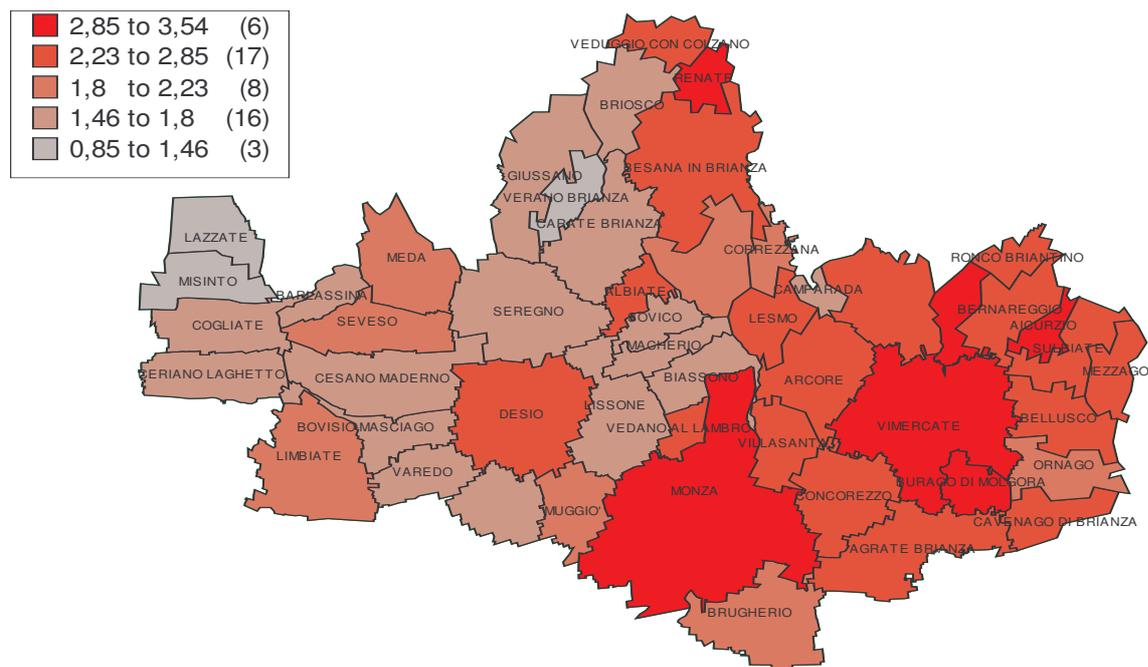 2,85 to 3,54 (6)
2,23 to 2,85 (17)
1,8 to 2,23 (8)
1,46 to 1,8 (16)
0,85 to 1,46 (3)
VEDUGGIO CON COLZANO
RENATE
BRIOSCO
BESANA IN BRIANZA
GIUSSANO
VERANO BRIANZA
CARATE BRIANZA
LAZZATE
MEDA
CORREZZANA
RONCO BRIANTINO
MISINTO
BARLASSINA
ALBIATE
CAMPARADA
BERNAREGGIO
COGLIATE
SEVESO
SEREGNO
SOVICO
LESMO
AICURZIO
MACHERIO
SULBIATE
CERIANO LAGHETTO
CESANO MADERNO
BIASSONO
ARCORE
MEZZAGO
LISSONE
DESIO
BELLUSCO
BOVISIO MASCIAGO
VEDANO AL LAMBRO
VIMERCATE
VILLASANTA
LIMBIATE
VAREDO
ORNAGO
MONZA
CONCOREZZO
BURAGO DI MOLGORA
MUGGIO'
CAVENAGO DI BRIANZA
AGRATE BRIANZA
BRUGHERIO